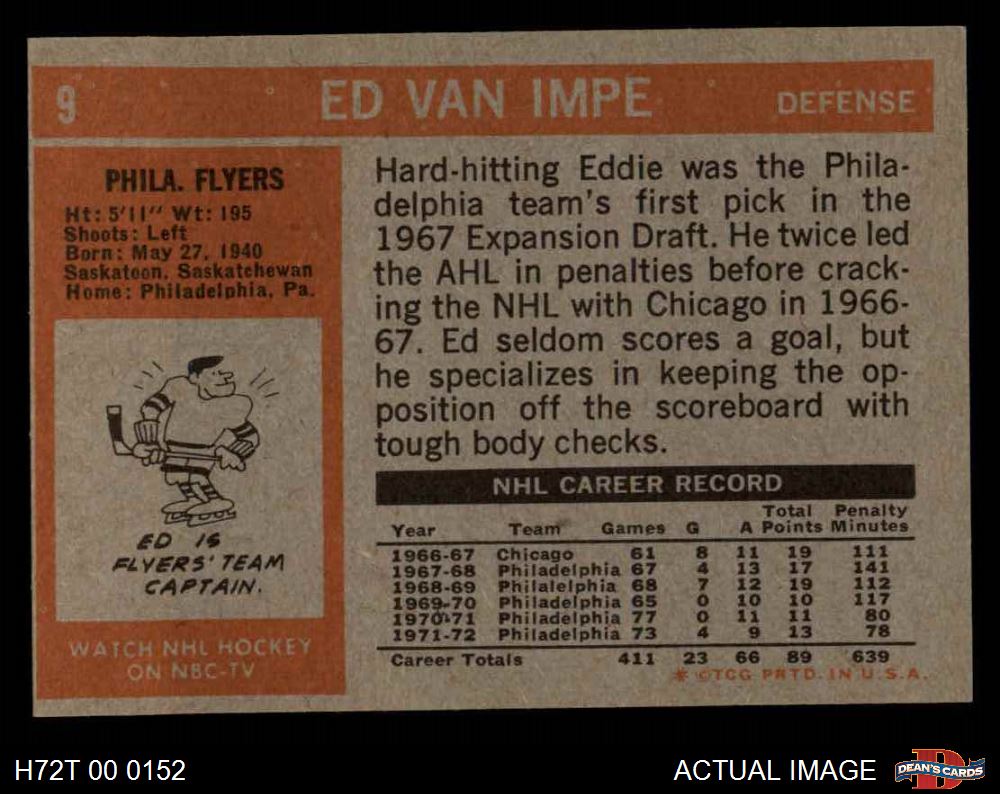 9 ED VAN IMPE DEFENSE
PHILA. FLYERS
Ht: 5'11" Wt: 195
Shoots: Left
Born: May 27, 1940
Saskatoon, Saskatchewan
Home: Philadelphia, Pa.
ED IS
FLYERS' TEAM
CAPTAIN.
WATCH NHL HOCKEY
ON NBC-TV
Hard-hitting Eddie was the Phila-
delphia team's first pick in the
1967 Expansion Draft. He twice led
the AHL in penalties before crack-
ing the NHL with Chicago in 1966-
67. Ed seldom scores a goal, but
he specializes in keeping the op-
position off the scoreboard with
tough body checks.
NHL CAREER RECORD
Year Team Games G A Total Points Penalty Minutes
1966-67 Chicago 61 8 11 19 111
1967-68 Philadelphia 67 4 13 17 141
1968-69 Philalelphia 68 7 12 19 112
1969-70 Philadelphia 65 0 10 10 117
1970-71 Philadelphia 77 0 11 11 80
1971-72 Philadelphia 73 4 9 13 78
Career Totals 411 23 66 89 639
* ©TCG PRTD. IN U.S.A.
H72T 00 0152
ACTUAL IMAGE
D
DEAN'S CARDS